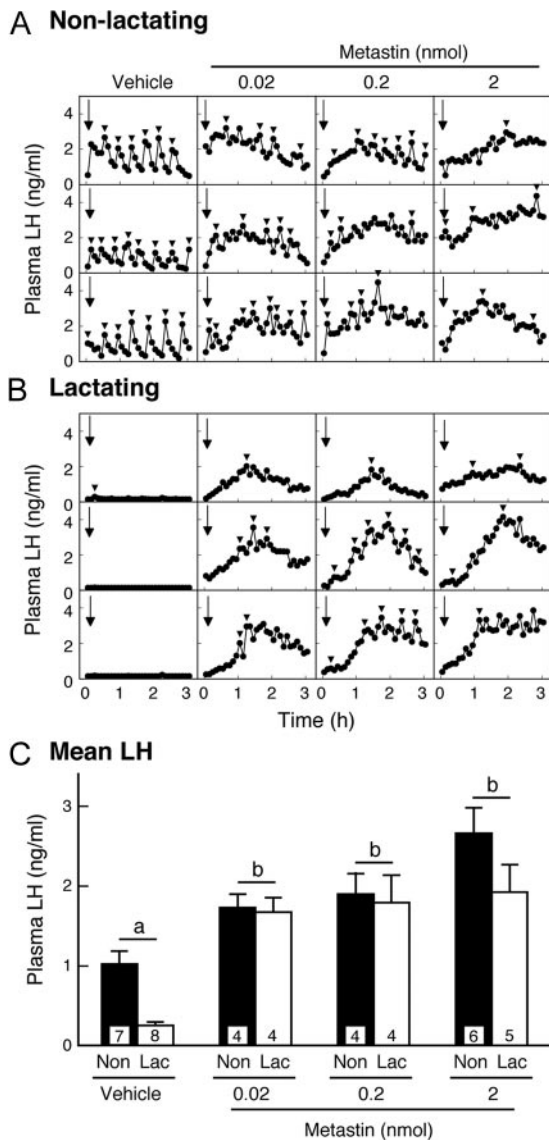 A Non-lactating
Metastin (nmol)
Vehicle 0.02 0.2 2
Plasma LH (ng/ml)
4
2
0
4
2
0
4
2
0
B Lactating
Plasma LH (ng/ml)
4
2
0
4
2
0
4
2
0
0 1 2 3 0 1 2 3 0 1 2 3 0 1 2 3
Time (h)
C Mean LH
Plasma LH (ng/ml)
3
2
1
0
a b b b
7 8 4 4 4 4 6 5
Non Lac Non Lac Non Lac Non Lac
Vehicle 0.02 0.2 2
Metastin (nmol)